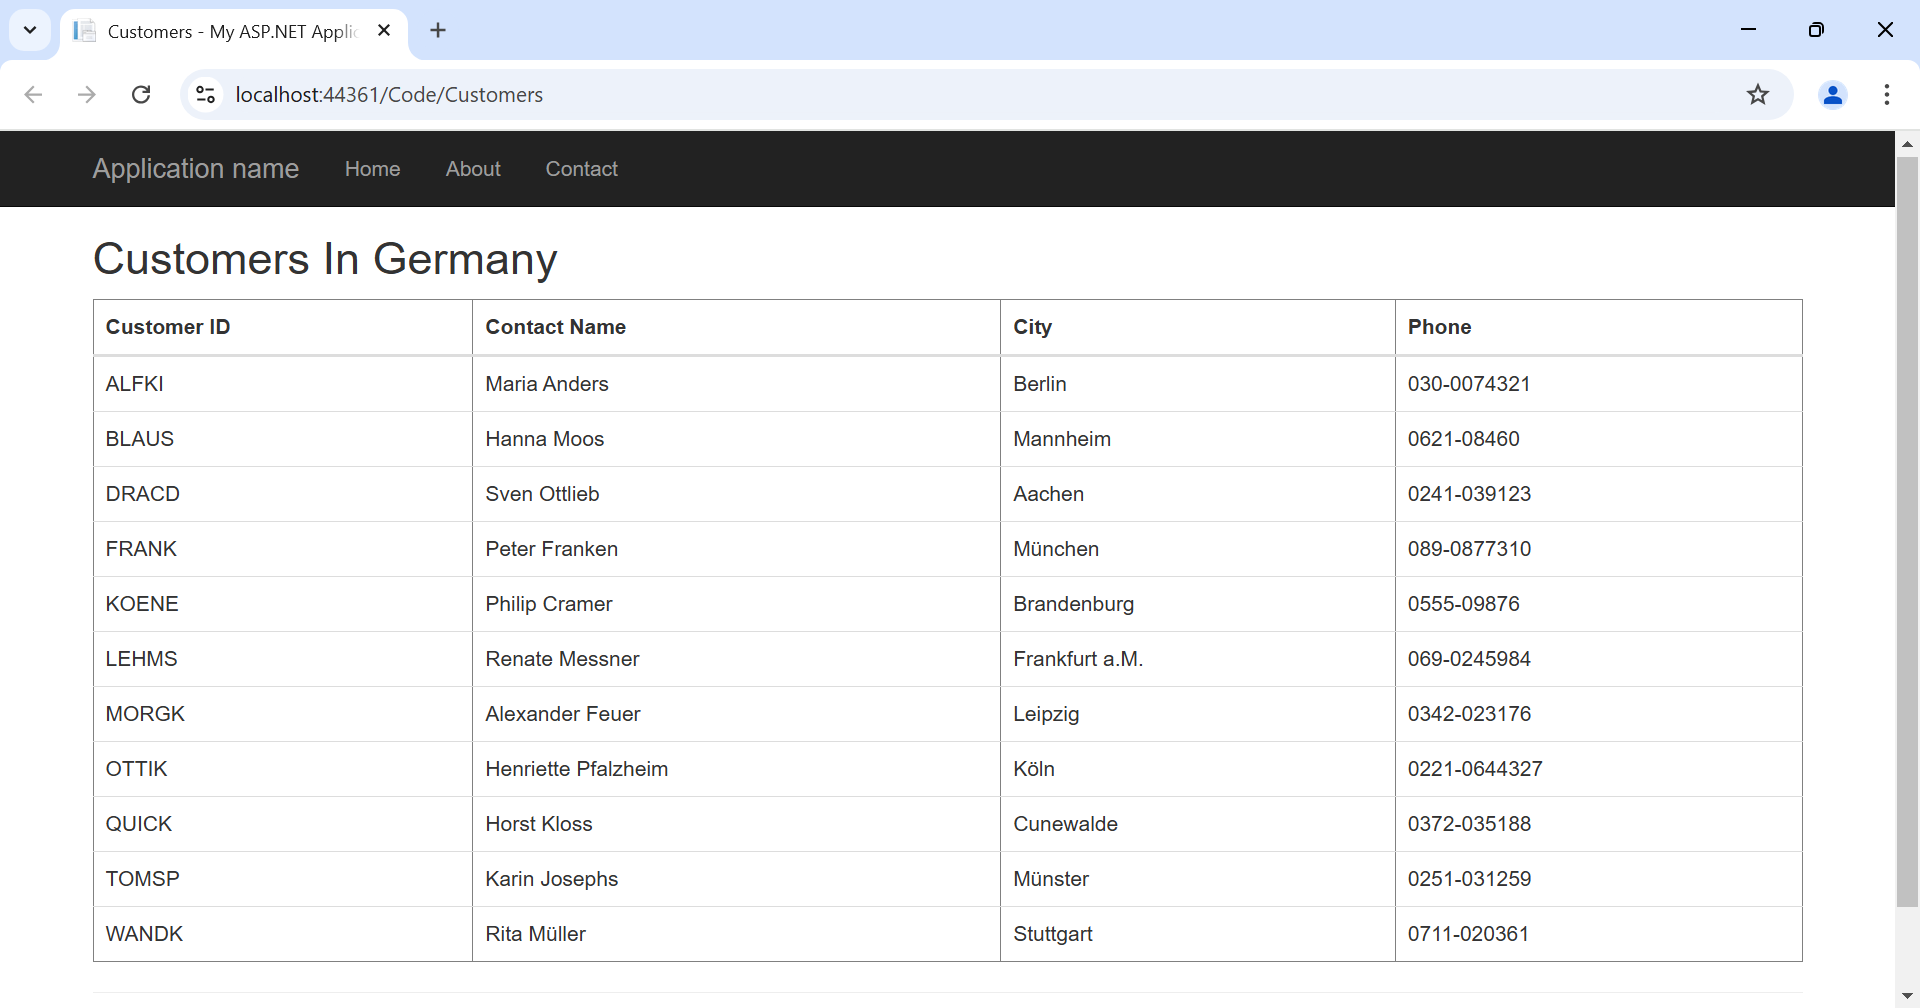 Customers - My ASP.NET Applic
localhost:44361/Code/Customers
Application name Home About Contact
Customers In Germany
Customer ID Contact Name City Phone
ALFKI Maria Anders Berlin 030-0074321
BLAUS Hanna Moos Mannheim 0621-08460
DRACD Sven Ottlieb Aachen 0241-039123
FRANK Peter Franken München 089-0877310
KOENE Philip Cramer Brandenburg 0555-09876
LEHMS Renate Messner Frankfurt a.M. 069-0245984
MORGK Alexander Feuer Leipzig 0342-023176
OTTIK Henriette Pfalzheim Köln 0221-0644327
QUICK Horst Kloss Cunewalde 0372-035188
TOMSP Karin Josephs Münster 0251-031259
WANDK Rita Müller Stuttgart 0711-020361